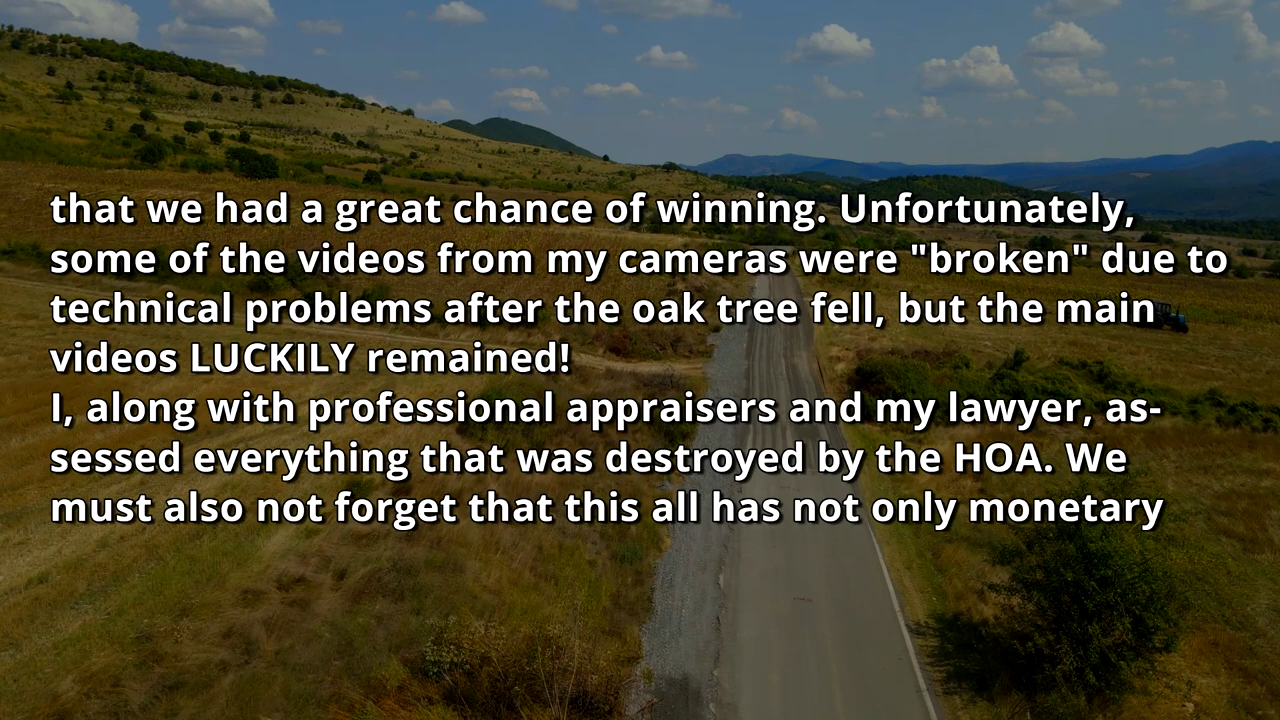 that we had a great chance of winning. Unfortunately,
some of the videos from my cameras were "broken" due to
technical problems after the oak tree fell, but the main
videos LUCKILY remained!
I, along with professional appraisers and my lawyer, as-
sessed everything that was destroyed by the HOA. We
must also not forget that this all has not only monetary